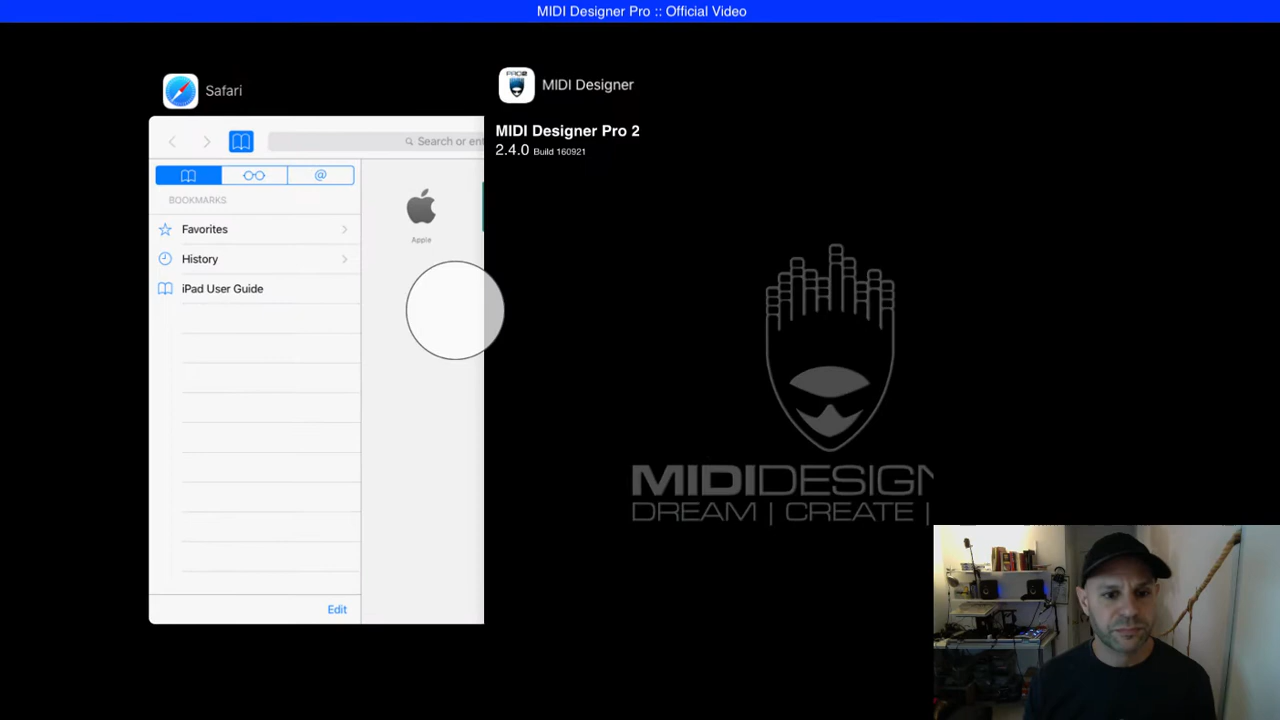 MIDI Designer Pro :: Official Video
Safari
MIDI Designer
MIDI Designer Pro 2
2.4.0 Build 160921
Search or ent
BOOKMARKS
Favorites
History
iPad User Guide
Apple
Edit
PRO2
MIDIDESIGN
DREAM | CREATE |